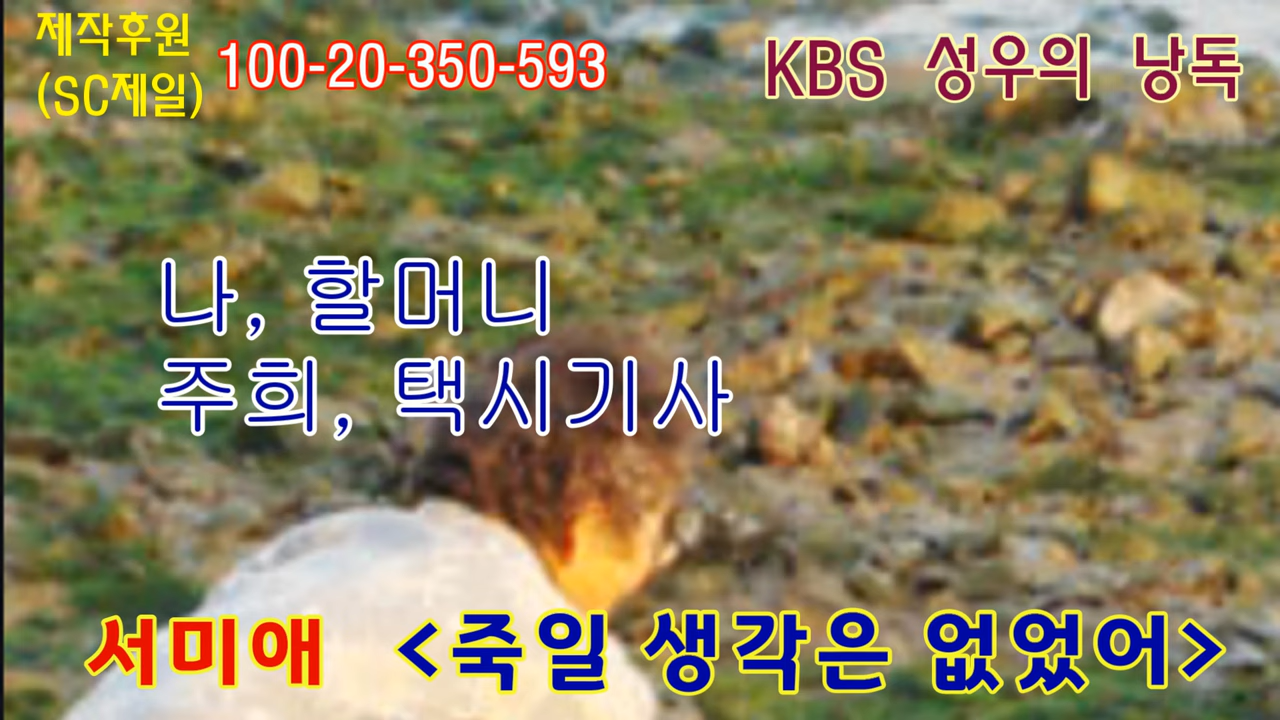 제작후원
(SC제일)
100-20-350-593
KBS 성우의 낭독
나, 할머니
주희, 택시기사
서미애 <죽일 생각은 없었어>